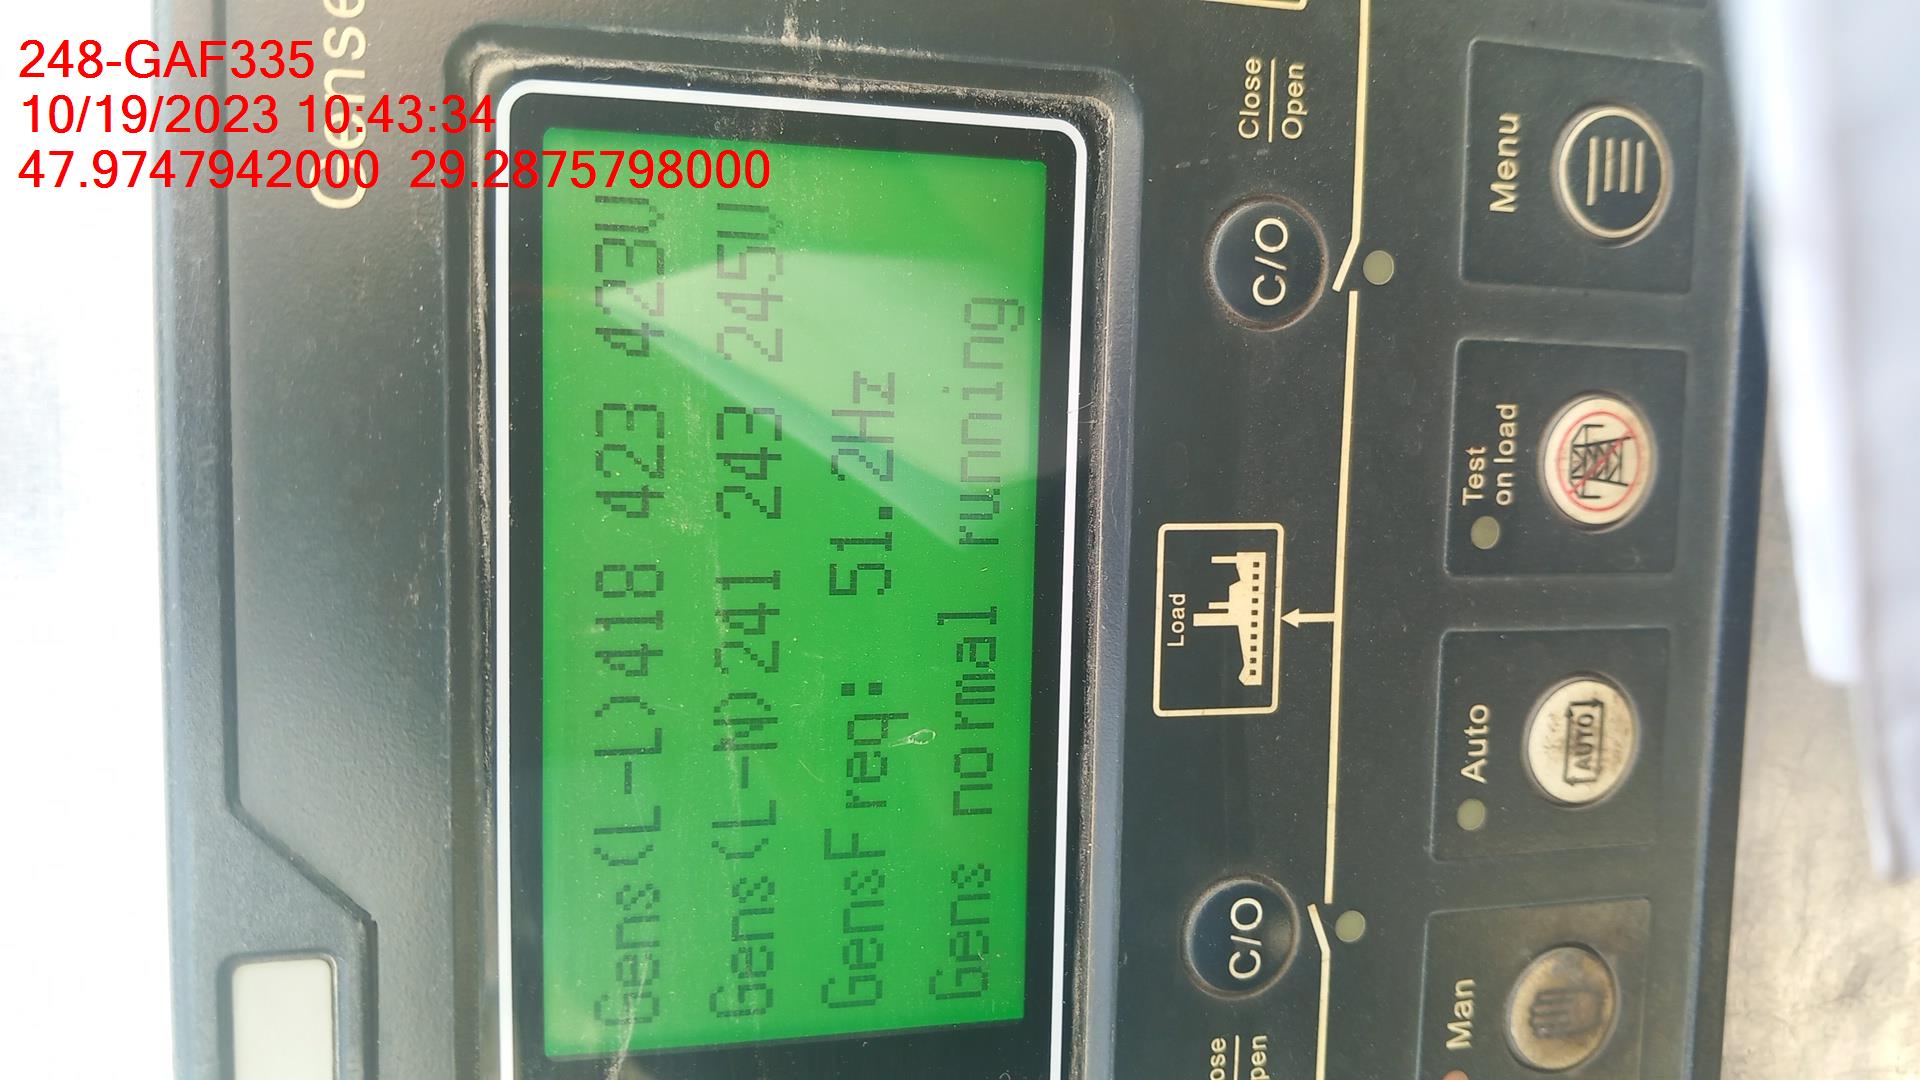 248-GAF335
10/19/2023 10:43:34
47.9747942000 29.2875798000
Gens(L-L)418 423 423V
Gens(L-N)241 243 245V
GensFreq: 51.2Hz
Gens normal running
Close
Open
C/O
C/O
Load
Man
Auto
AUTO
Test
on load
Menu